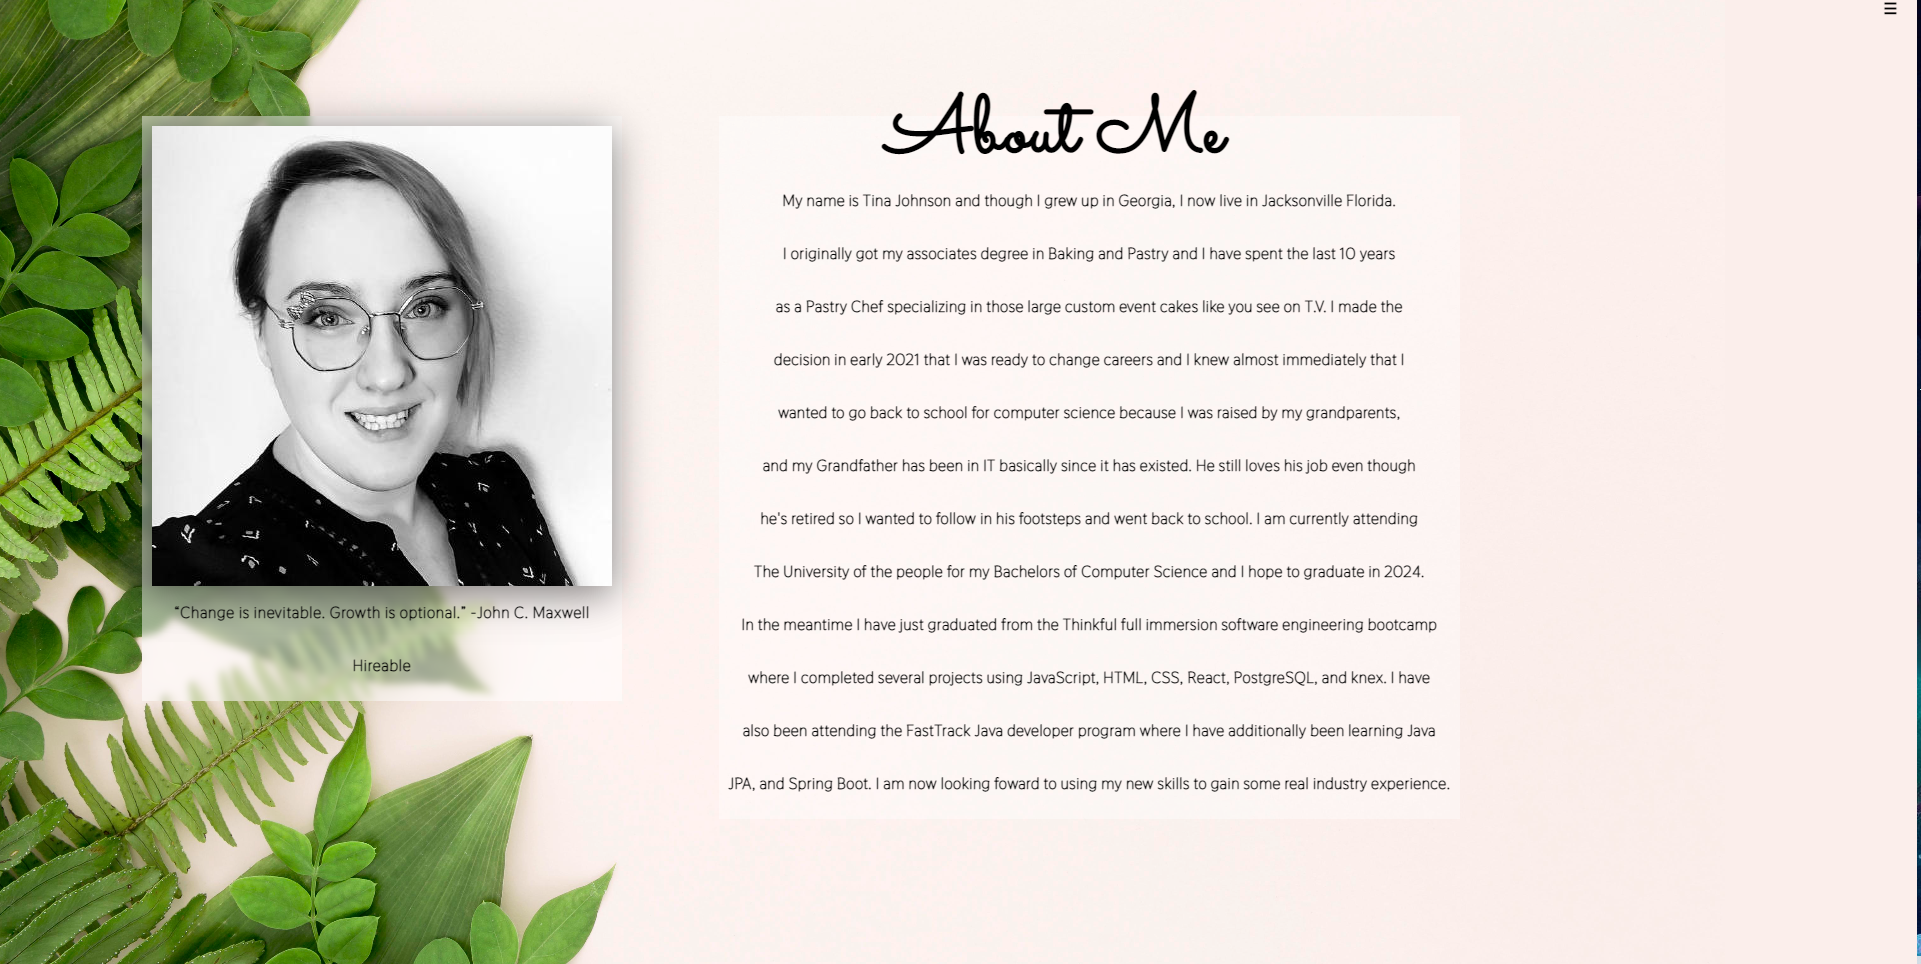 About Me
My name is Tina Johnson and though I grew up in Georgia, I now live in Jacksonville Florida.
I originally got my associates degree in Baking and Pastry and I have spent the last 10 years
as a Pastry Chef specializing in those large custom event cakes like you see on T.V. I made the
decision in early 2021 that I was ready to change careers and I knew almost immediately that I
wanted to go back to school for computer science because I was raised by my grandparents,
and my Grandfather has been in IT basically since it has existed. He still loves his job even though
he's retired so I wanted to follow in his footsteps and went back to school. I am currently attending
The University of the people for my Bachelors of Computer Science and I hope to graduate in 2024.
In the meantime I have just graduated from the Thinkful full immersion software engineering bootcamp
where I completed several projects using JavaScript, HTML, CSS, React, PostgreSQL, and knex. I have
also been attending the FastTrack Java developer program where I have additionally been learning Java
JPA, and Spring Boot. I am now looking foward to using my new skills to gain some real industry experience.
“Change is inevitable. Growth is optional.” -John C. Maxwell
Hireable